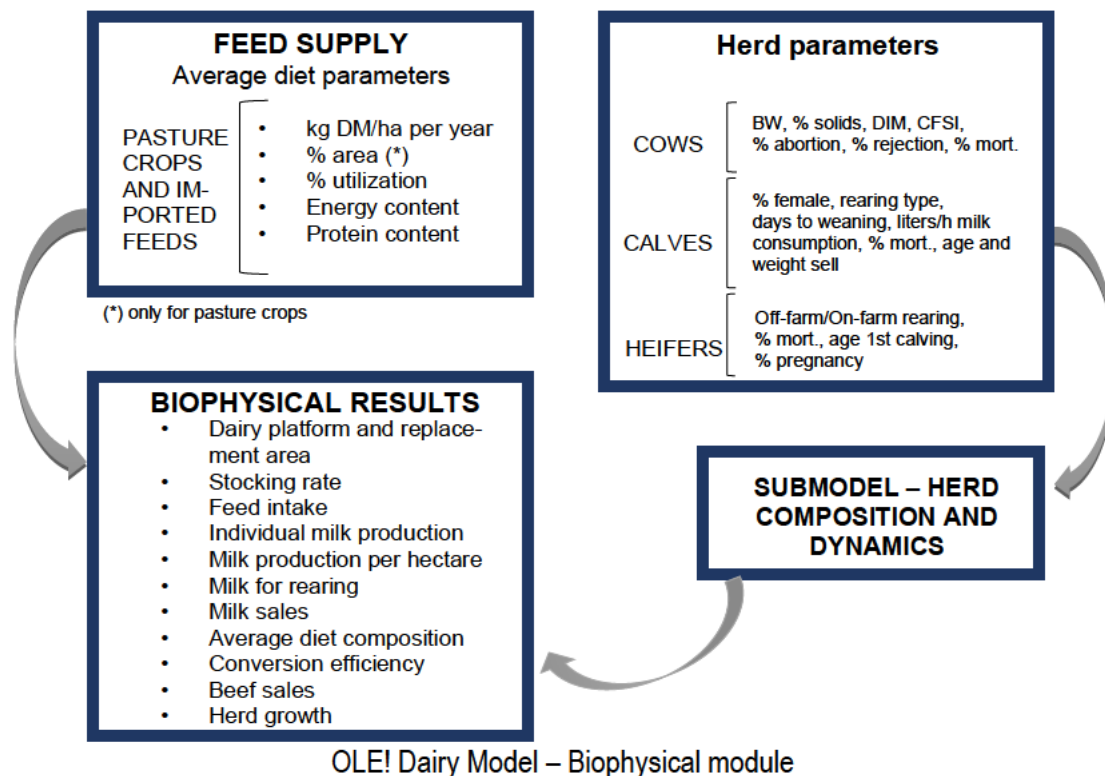 FEED SUPPLY
Average diet parameters
PASTURE
CROPS
AND IM-
PORTED
FEEDS
• kg DM/ha per year
• % area (*)
• % utilization
• Energy content
• Protein content
(*) only for pasture crops
Herd parameters
COWS
BW, % solids, DIM, CFSI,
% abortion, % rejection, % mort.
CALVES
% female, rearing type,
days to weaning, liters/h milk
consumption, % mort., age and
weight sell
HEIFERS
Off-farm/On-farm rearing,
% mort., age 1st calving,
% pregnancy
BIOPHYSICAL RESULTS
• Dairy platform and replace-
ment area
• Stocking rate
• Feed intake
• Individual milk production
• Milk production per hectare
• Milk for rearing
• Milk sales
• Average diet composition
• Conversion efficiency
• Beef sales
• Herd growth
SUBMODEL – HERD
COMPOSITION AND
DYNAMICS
OLE! Dairy Model – Biophysical module